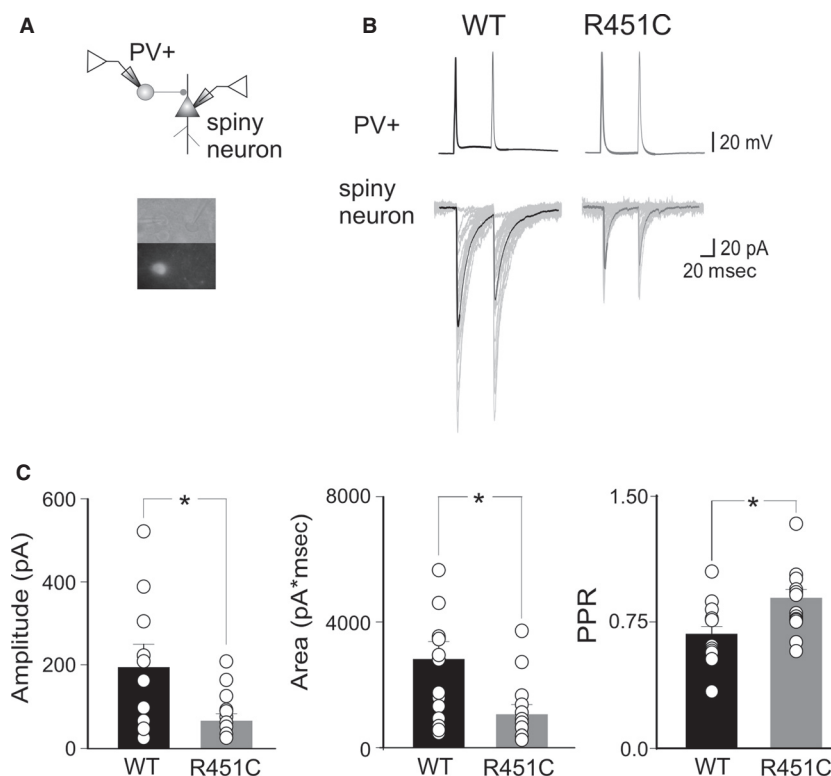 A
PV+
spiny
neuron
B
WT R451C
PV+
20 mV
spiny
neuron
20 pA
20 msec
C
Amplitude (pA)
600
400
200
0
*
WT R451C
Area (pA*msec)
8000
4000
0
*
WT R451C
PPR
1.50
0.75
0.0
*
WT R451C